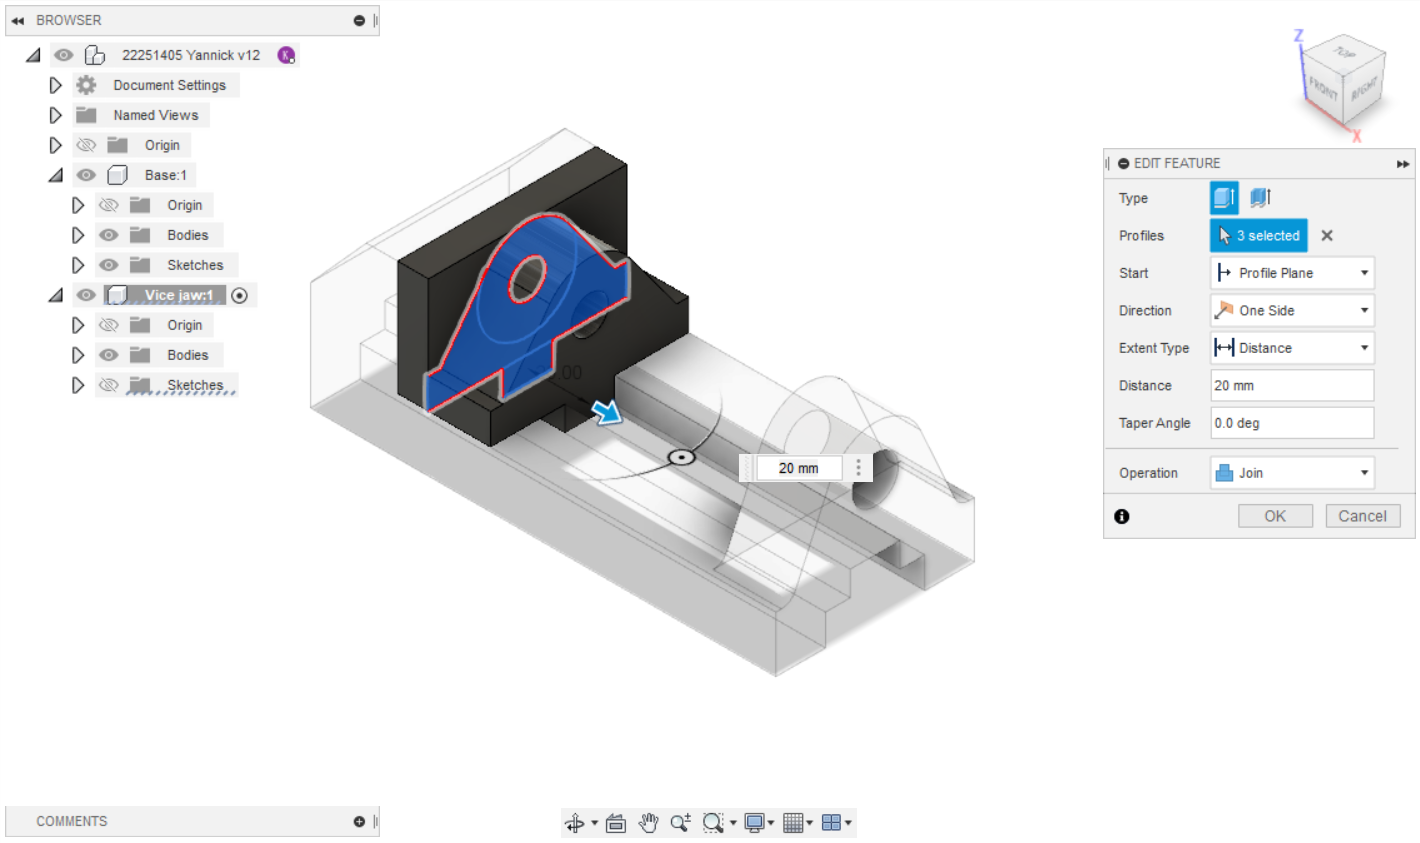 BROWSER
22251405 Yannick v12
K
Document Settings
Named Views
Origin
Base:1
Origin
Bodies
Sketches
Vice jaw:1
Origin
Bodies
Sketches
Z
TOP
FRONT
RIGHT
X
EDIT FEATURE
Type
Profiles 3 selected
Start Profile Plane
Direction One Side
Extent Type Distance
Distance 20 mm
Taper Angle 0.0 deg
Operation Join
OK Cancel
20 mm
COMMENTS